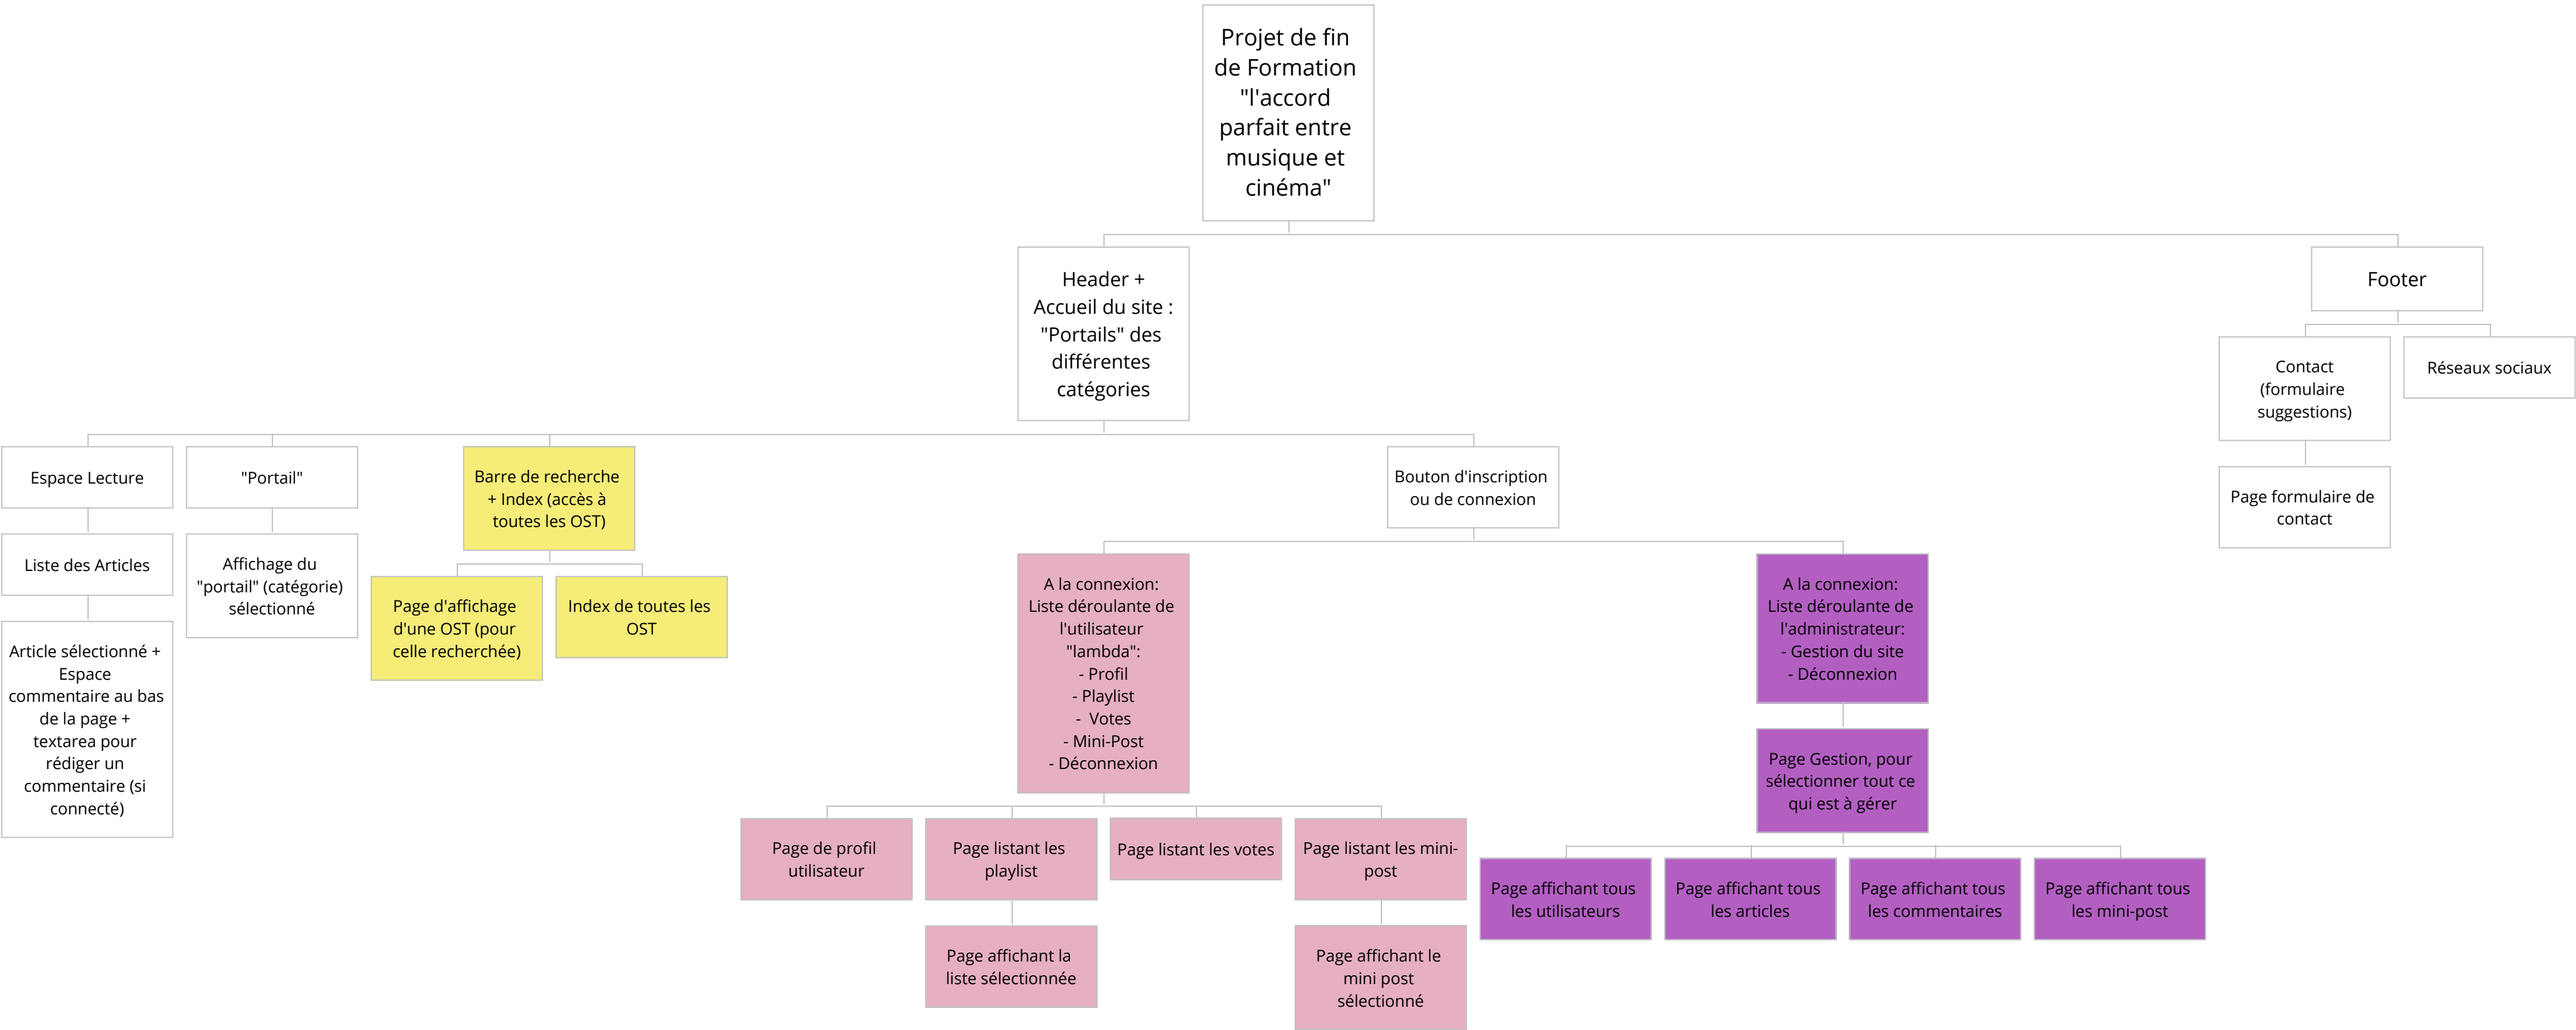 Projet de fin
de Formation
"l'accord
parfait entre
musique et
cinéma"
Header +
Accueil du site :
"Portails" des
différentes
catégories
Footer
Contact
(formulaire
suggestions)
Réseaux sociaux
Page formulaire de
contact
Espace Lecture
"Portail"
Barre de recherche
+ Index (accès à
toutes les OST)
Bouton d'inscription
ou de connexion
Liste des Articles
Affichage du
"portail" (catégorie)
sélectionné
Page d'affichage
d'une OST (pour
celle recherchée)
Index de toutes les
OST
Article sélectionné +
Espace
commentaire au bas
de la page +
textarea pour
rédiger un
commentaire (si
connecté)
A la connexion:
Liste déroulante de
l'utilisateur
"lambda":
- Profil
- Playlist
- Votes
- Mini-Post
- Déconnexion
A la connexion:
Liste déroulante de
l'administrateur:
- Gestion du site
- Déconnexion
Page Gestion, pour
sélectionner tout ce
qui est à gérer
Page de profil
utilisateur
Page listant les
playlist
Page listant les votes
Page listant les mini-
post
Page affichant la
liste sélectionnée
Page affichant le
mini post
sélectionné
Page affichant tous
les utilisateurs
Page affichant tous
les articles
Page affichant tous
les commentaires
Page affichant tous
les mini-post